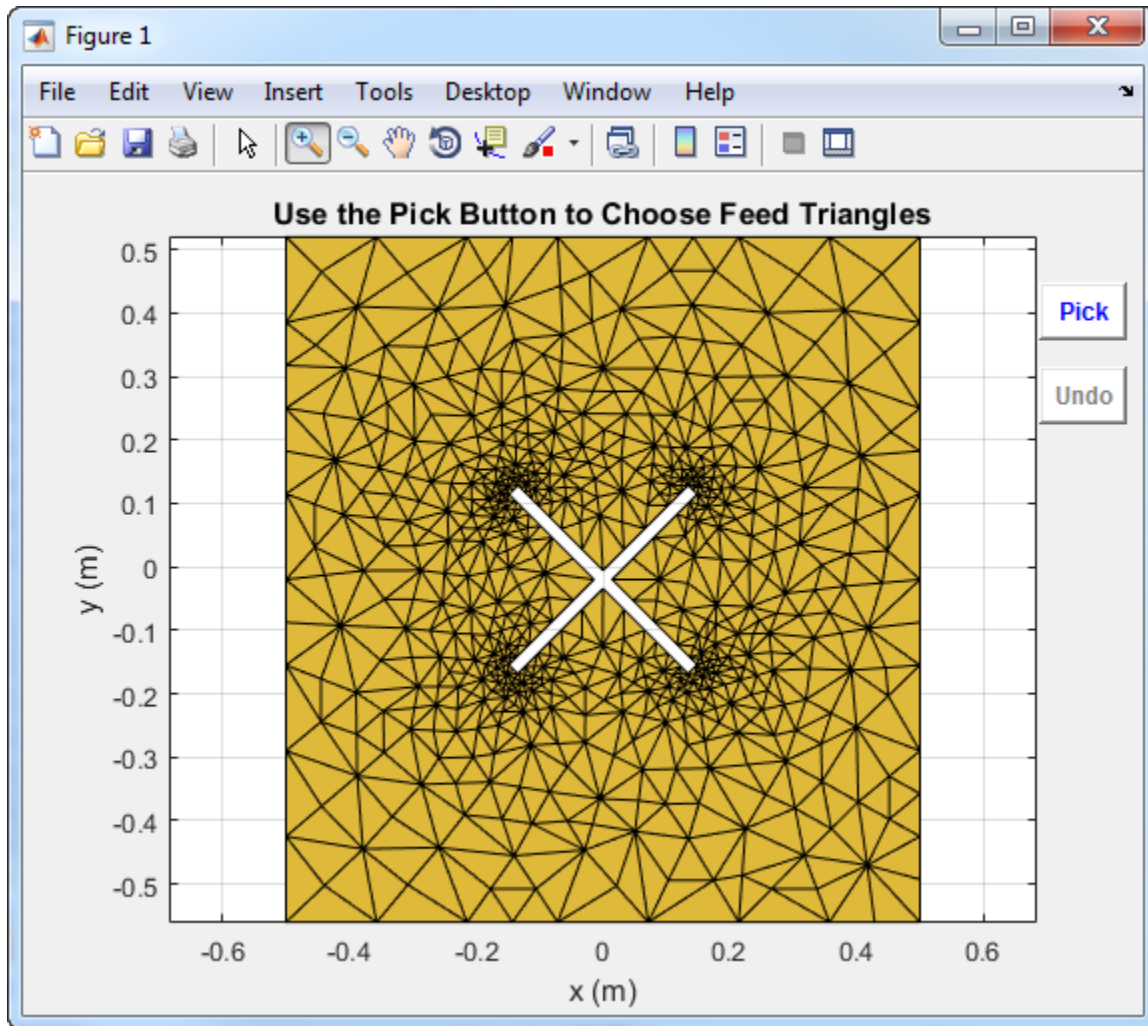 Figure 1
File Edit View Insert Tools Desktop Window Help
Use the Pick Button to Choose Feed Triangles
0.5
0.4
0.3
0.2
0.1
0
-0.1
-0.2
-0.3
-0.4
-0.5
y (m)
-0.6 -0.4 -0.2 0 0.2 0.4 0.6
x (m)
Pick
Undo